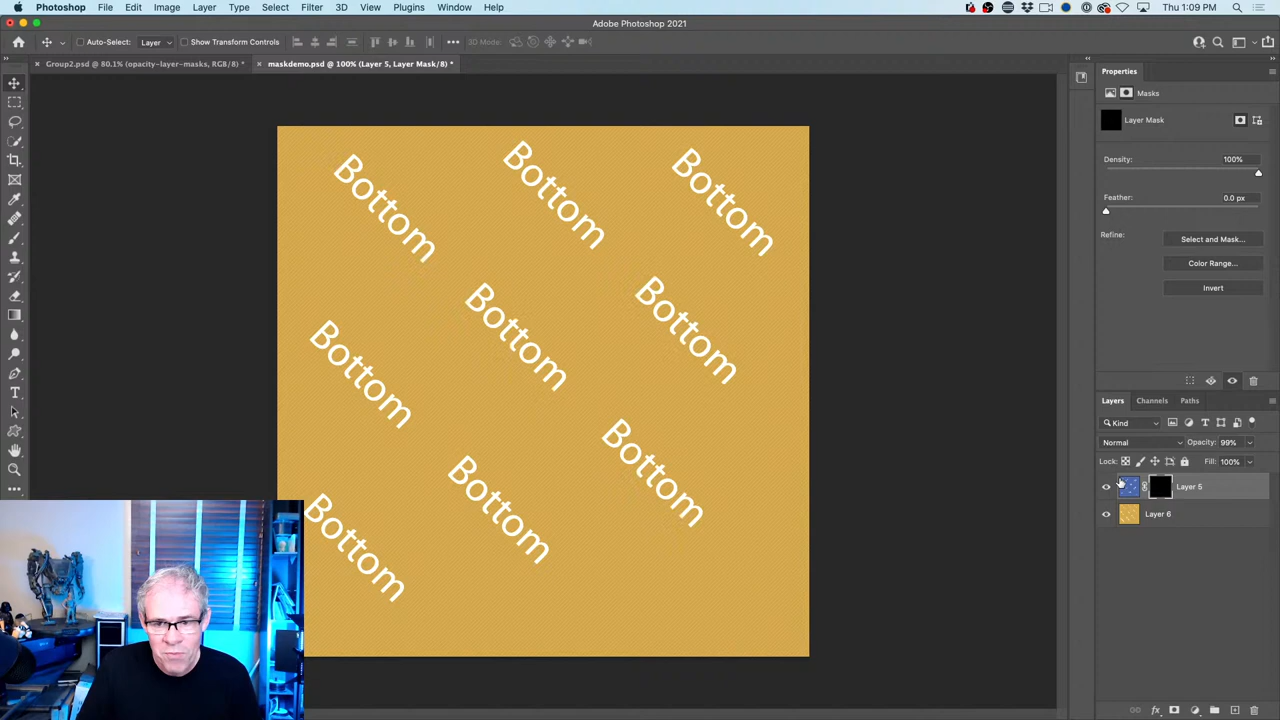 Photoshop File Edit Image Layer Type Select Filter 3D View Plugins Window Help Thu 1:09 PM
Adobe Photoshop 2021
Auto-Select: Layer Show Transform Controls 3D Mode:
Group2.psd @ 80.1% (opacity-layer-masks, RGB/8) * maskdemo.psd @ 100% (Layer 5, Layer Mask/8) *
Properties
Masks
Layer Mask
Density: 100%
Feather: 0.0 px
Refine: Select and Mask...
Color Range...
Invert
Bottom
Bottom
Bottom
Bottom
Bottom
Bottom
Bottom
Bottom
Bottom
Layers Channels Paths
Kind
Normal Opacity: 99%
Lock: Fill: 100%
Layer 5
Layer 6